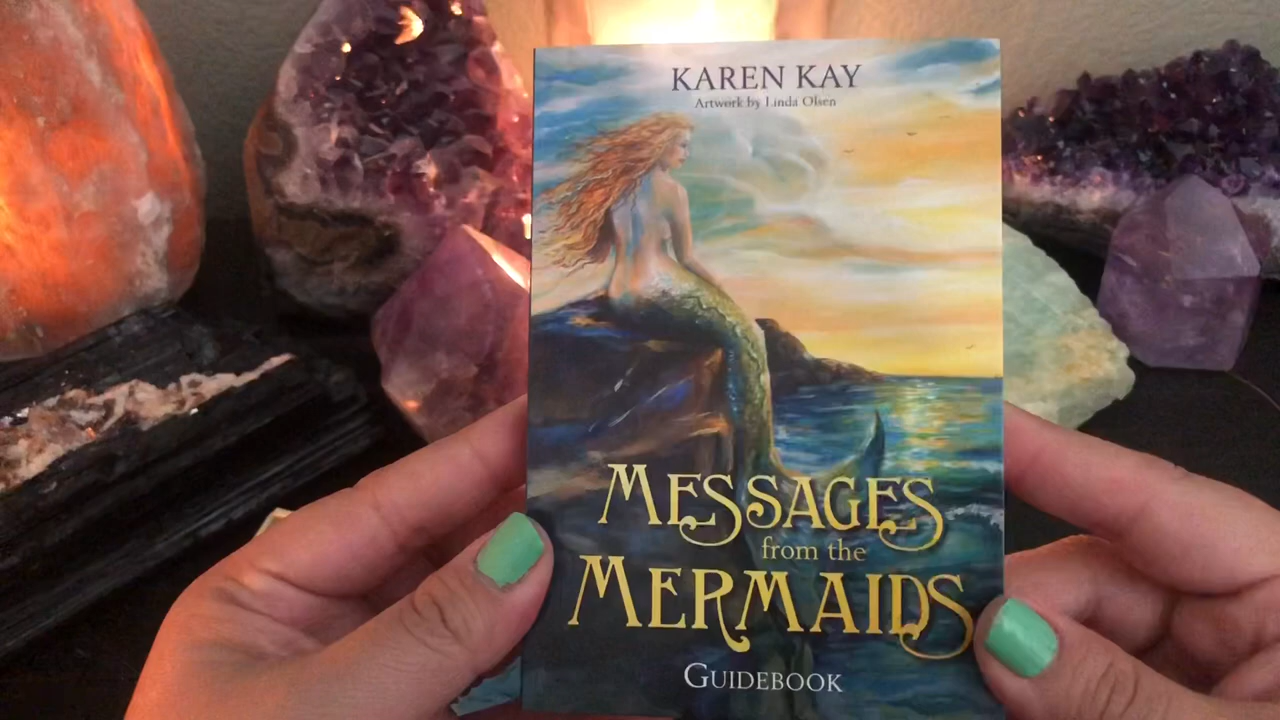 KAREN KAY
Artwork by Linda Olsen
MESSAGES
from the
MERMAIDS
GUIDEBOOK